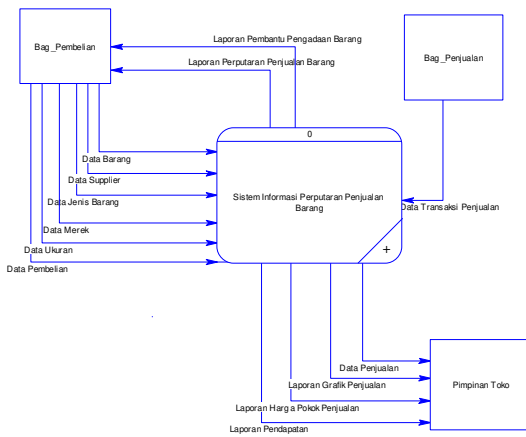 Bag_Pembelian
Laporan Pembantu Pengadaan Barang
Laporan Perputaran Penjualan Barang
Bag_Penjualan
0
Sistem Informasi Perputaran Penjualan
Barang
+
Data Barang
Data Supplier
Data Jenis Barang
Data Merek
Data Ukuran
Data Pembelian
Data Transaksi Penjualan
Data Penjualan
Laporan Grafik Penjualan
Laporan Harga Pokok Penjualan
Laporan Pendapatan
Pimpinan Toko